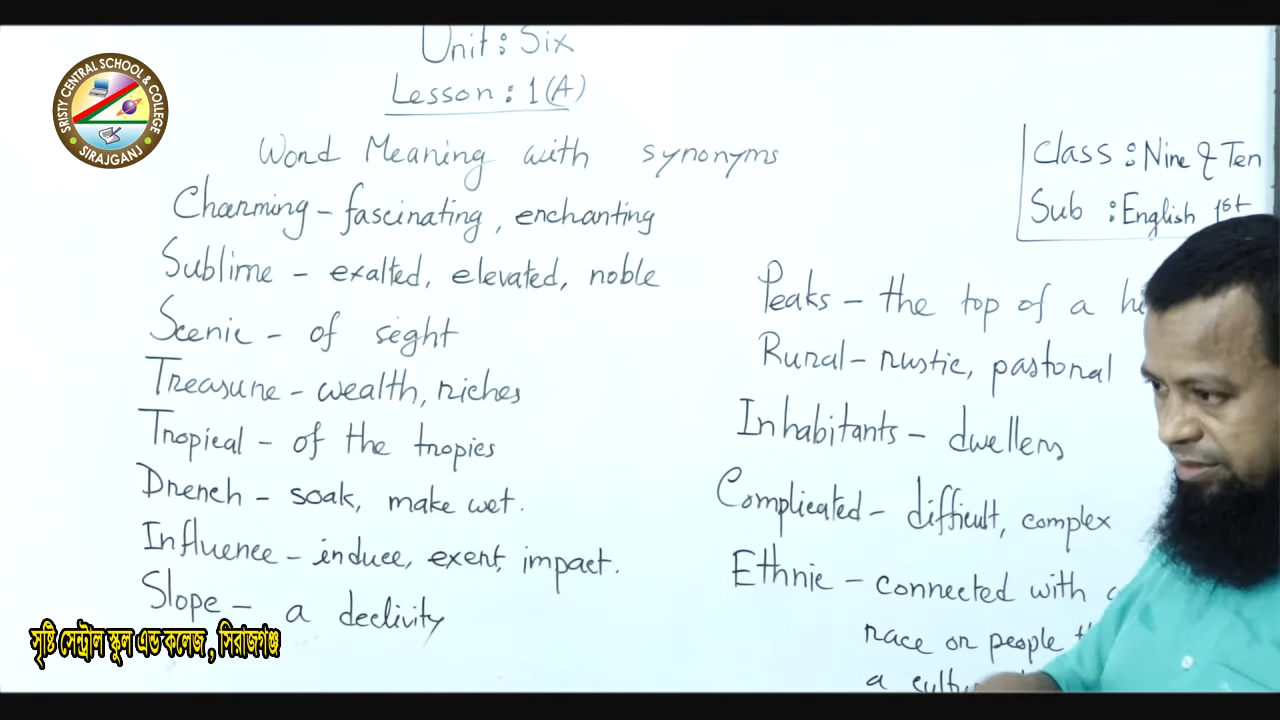 SRISTY CENTRAL SCHOOL & COLLEGE
SIRAJGANJ
Unit: Six
Lesson: 1(A)
Word Meaning with synonyms
Class: Nine & Ten
Sub: English 1st
Charming - fascinating, enchanting
Sublime - exalted, elevated, noble
Scenic - of sight
Treasure - wealth, riches
Tropical - of the tropics
Drench - soak, make wet.
Influence - induce, exert, impact.
Slope - a declivity
Peaks - the top of a
Rural - rustic, pastoral
Inhabitants - dwellers
Complicated - difficult, complex
Ethnic - connected with
race or people
a
সৃষ্টি সেন্ট্রাল স্কুল এন্ড কলেজ, সিরাজগঞ্জ